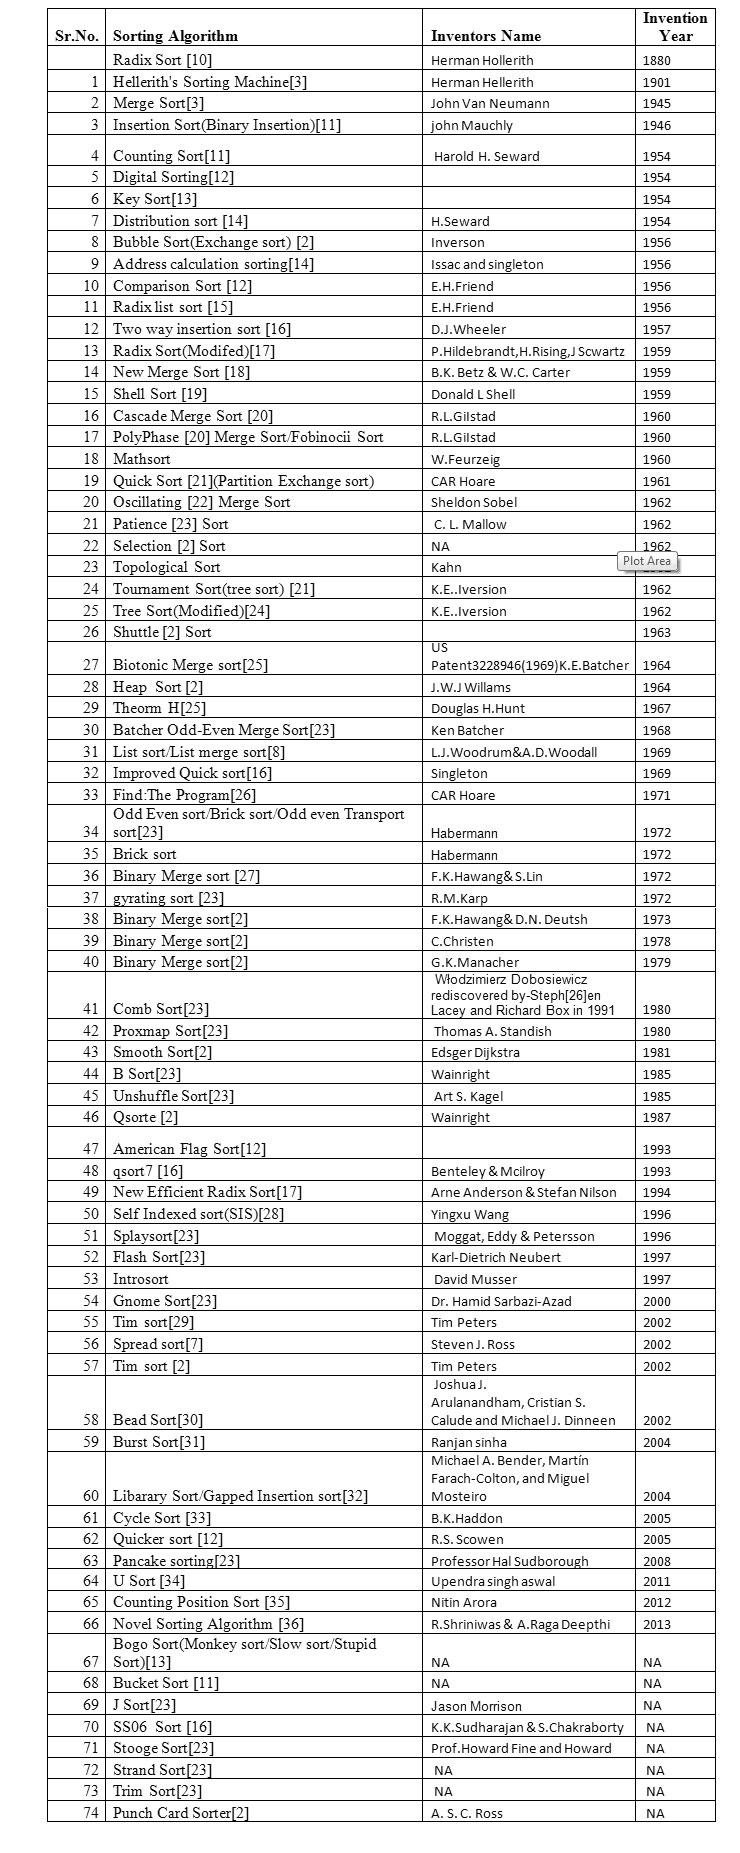 Sr.No. Sorting Algorithm Inventors Name Invention Year
Radix Sort [10] Herman Hollerith 1880
1 Hellerith's Sorting Machine[3] Herman Hellerith 1901
2 Merge Sort[3] John Van Neumann 1945
3 Insertion Sort(Binary Insertion)[11] john Mauchly 1946
4 Counting Sort[11] Harold H. Seward 1954
5 Digital Sorting[12] 1954
6 Key Sort[13] 1954
7 Distribution sort [14] H.Seward 1954
8 Bubble Sort(Exchange sort) [2] Inverson 1956
9 Address calculation sorting[14] Issac and singleton 1956
10 Comparison Sort [12] E.H.Friend 1956
11 Radix list sort [15] E.H.Friend 1956
12 Two way insertion sort [16] D.J.Wheeler 1957
13 Radix Sort(Modifed)[17] P.Hildebrandt,H.Rising,J Scwartz 1959
14 New Merge Sort [18] B.K. Betz & W.C. Carter 1959
15 Shell Sort [19] Donald L Shell 1959
16 Cascade Merge Sort [20] R.L.Gilstad 1960
17 PolyPhase [20] Merge Sort/Fobinocii Sort R.L.Gilstad 1960
18 Mathsort W.Feurzeig 1960
19 Quick Sort [21](Partition Exchange sort) CAR Hoare 1961
20 Oscillating [22] Merge Sort Sheldon Sobel 1962
21 Patience [23] Sort C. L. Mallow 1962
22 Selection [2] Sort NA 1962
Plot Area
23 Topological Sort Kahn
24 Tournament Sort(tree sort) [21] K.E..Iversion 1962
25 Tree Sort(Modified)[24] K.E..Iversion 1962
26 Shuttle [2] Sort 1963
US
27 Biotonic Merge sort[25] Patent3228946(1969)K.E.Batcher 1964
28 Heap Sort [2] J.W.J Willams 1964
29 Theorm H[25] Douglas H.Hunt 1967
30 Batcher Odd-Even Merge Sort[23] Ken Batcher 1968
31 List sort/List merge sort[8] L.J.Woodrum&A.D.Woodall 1969
32 Improved Quick sort[16] Singleton 1969
33 Find:The Program[26] CAR Hoare 1971
Odd Even sort/Brick sort/Odd even Transport
34 sort[23] Habermann 1972
35 Brick sort Habermann 1972
36 Binary Merge sort [27] F.K.Hawang& S.Lin 1972
37 gyrating sort [23] R.M.Karp 1972
38 Binary Merge sort[2] F.K.Hawang& D.N. Deutsh 1973
39 Binary Merge sort[2] C.Christen 1978
40 Binary Merge sort[2] G.K.Manacher 1979
Włodzimierz Dobosiewicz
rediscovered by-Steph[26]en
41 Comb Sort[23] Lacey and Richard Box in 1991 1980
42 Proxmap Sort[23] Thomas A. Standish 1980
43 Smooth Sort[2] Edsger Dijkstra 1981
44 B Sort[23] Wainright 1985
45 Unshuffle Sort[23] Art S. Kagel 1985
46 Qsorte [2] Wainright 1987
47 American Flag Sort[12] 1993
48 qsort7 [16] Benteley & Mcilroy 1993
49 New Efficient Radix Sort[17] Arne Anderson & Stefan Nilson 1994
50 Self Indexed sort(SIS)[28] Yingxu Wang 1996
51 Splaysort[23] Moggat, Eddy & Petersson 1996
52 Flash Sort[23] Karl-Dietrich Neubert 1997
53 Introsort David Musser 1997
54 Gnome Sort[23] Dr. Hamid Sarbazi-Azad 2000
55 Tim sort[29] Tim Peters 2002
56 Spread sort[7] Steven J. Ross 2002
57 Tim sort [2] Tim Peters 2002
Joshua J.
Arulanandham, Cristian S.
58 Bead Sort[30] Calude and Michael J. Dinneen 2002
59 Burst Sort[31] Ranjan sinha 2004
Michael A. Bender, Martín
Farach-Colton, and Miguel
60 Libarary Sort/Gapped Insertion sort[32] Mosteiro 2004
61 Cycle Sort [33] B.K.Haddon 2005
62 Quicker sort [12] R.S. Scowen 2005
63 Pancake sorting[23] Professor Hal Sudborough 2008
64 U Sort [34] Upendra singh aswal 2011
65 Counting Position Sort [35] Nitin Arora 2012
66 Novel Sorting Algorithm [36] R.Shriniwas & A.Raga Deepthi 2013
Bogo Sort(Monkey sort/Slow sort/Stupid
67 Sort)[13] NA NA
68 Bucket Sort [11] NA NA
69 J Sort[23] Jason Morrison NA
70 SS06 Sort [16] K.K.Sudharajan & S.Chakraborty NA
71 Stooge Sort[23] Prof.Howard Fine and Howard NA
72 Strand Sort[23] NA NA
73 Trim Sort[23] NA NA
74 Punch Card Sorter[2] A. S. C. Ross NA